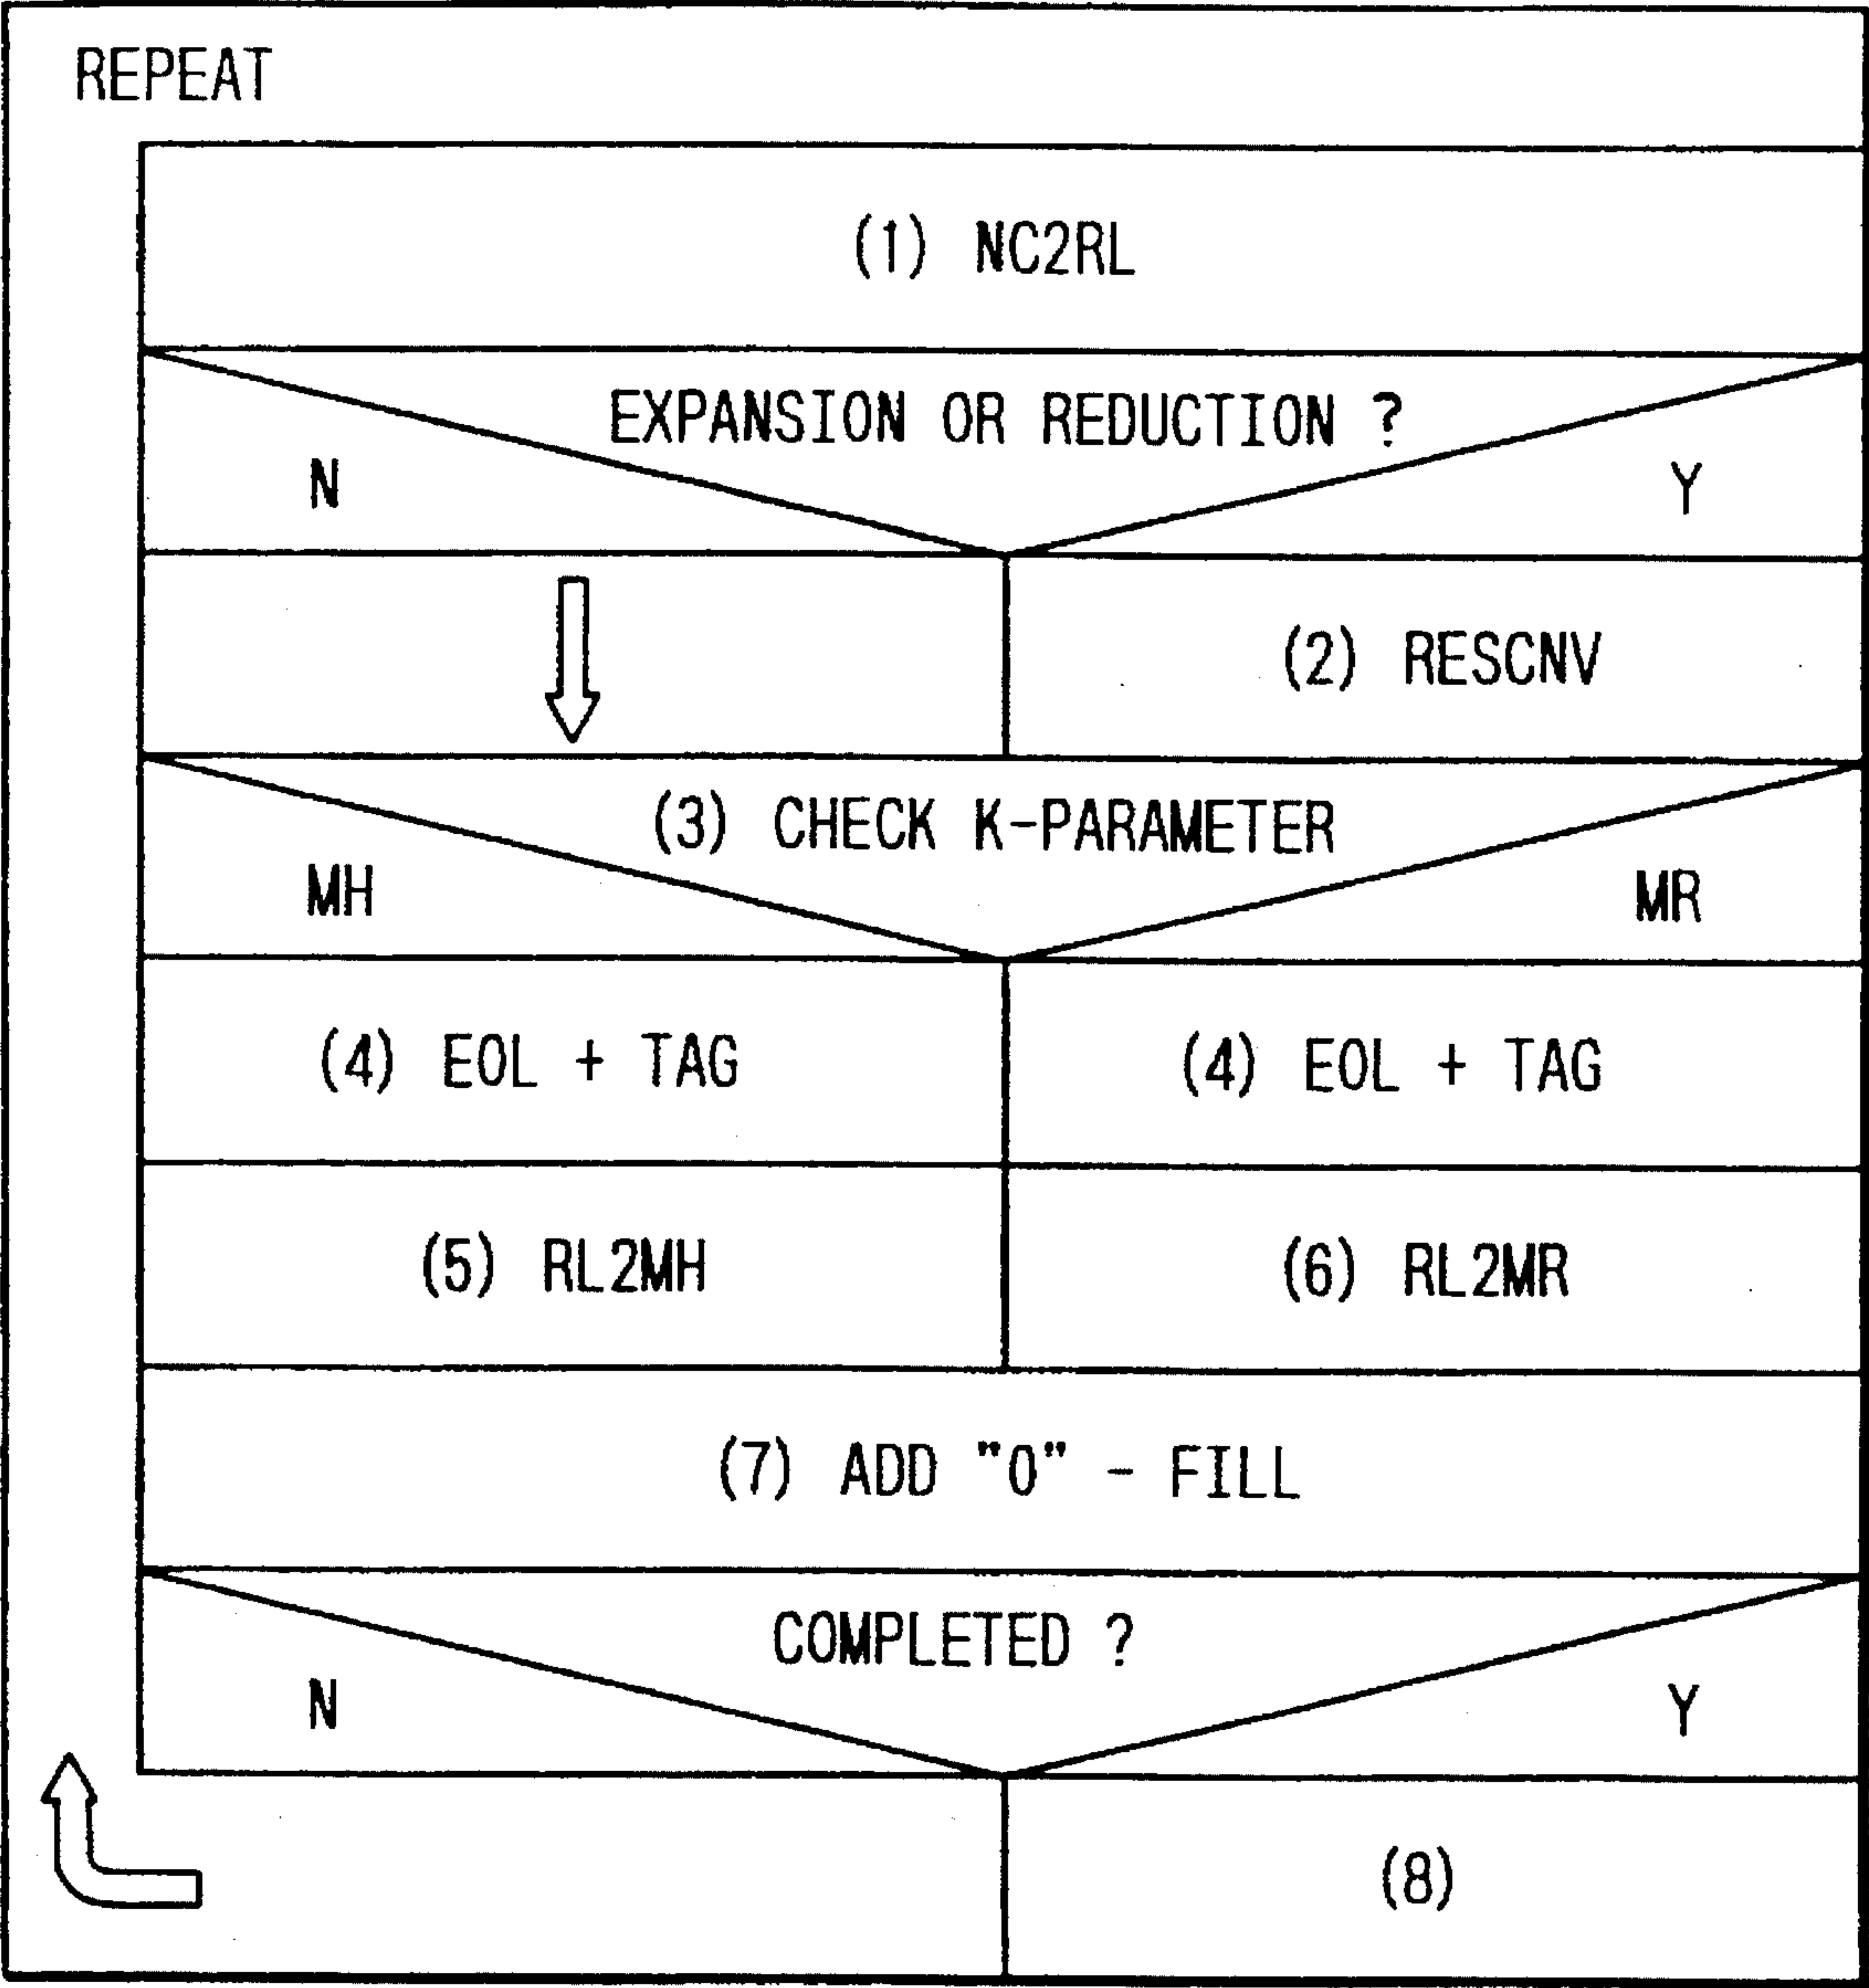 REPEAT
(1) NC2RL
EXPANSION OR REDUCTION ?
N
Y
(2) RESCNV
(3) CHECK K-PARAMETER
MH
MR
(4) EOL + TAG
(4) EOL + TAG
(5) RL2MH
(6) RL2MR
(7) ADD "0" - FILL
COMPLETED ?
N
Y
(8)